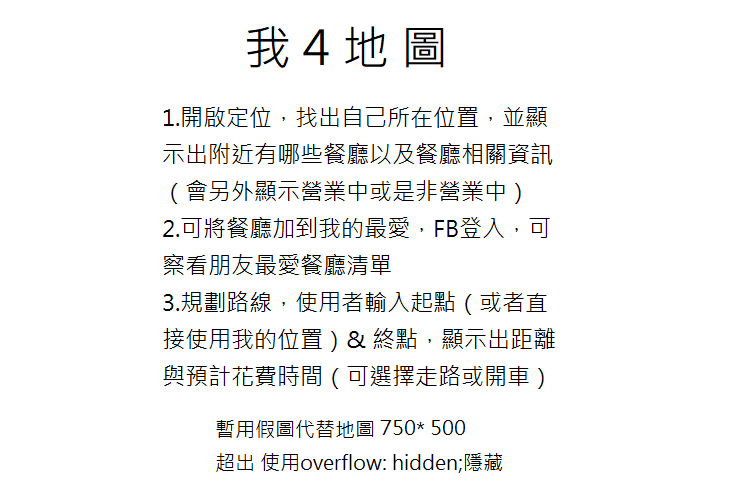 我 4 地 圖
1.開啟定位，找出自己所在位置，並顯
示出附近有哪些餐廳以及餐廳相關資訊
（會另外顯示營業中或是非營業中）
2.可將餐廳加到我的最愛，FB登入，可
察看朋友最愛餐廳清單
3.規劃路線，使用者輸入起點（或者直
接使用我的位置）& 終點，顯示出距離
與預計花費時間（可選擇走路或開車）
暫用假圖代替地圖 750* 500
超出 使用overflow: hidden;隱藏